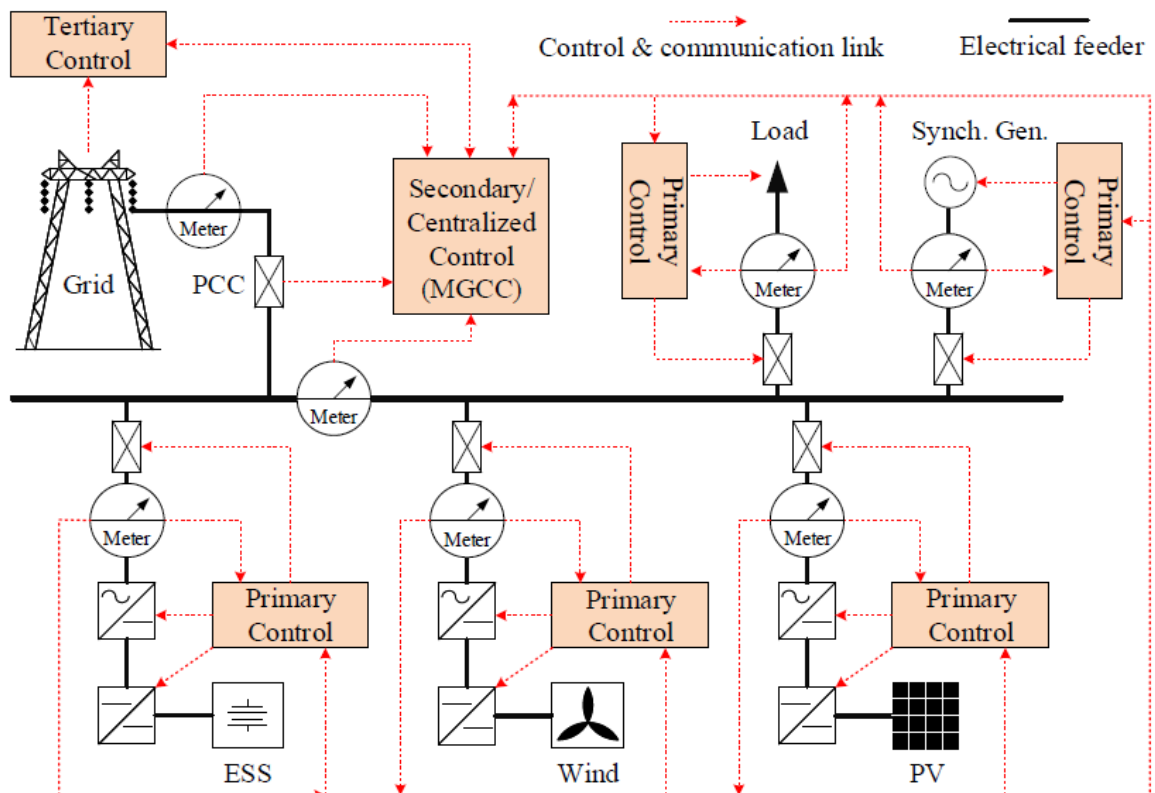 Tertiary
Control
Control & communication link
Electrical feeder
Load
Synch. Gen.
Meter
Secondary/
Centralized
Control
(MGCC)
Primary
Control
Primary
Control
Grid
PCC
Meter
Meter
Meter
Meter
Meter
Meter
Primary
Control
Primary
Control
Primary
Control
ESS
Wind
PV